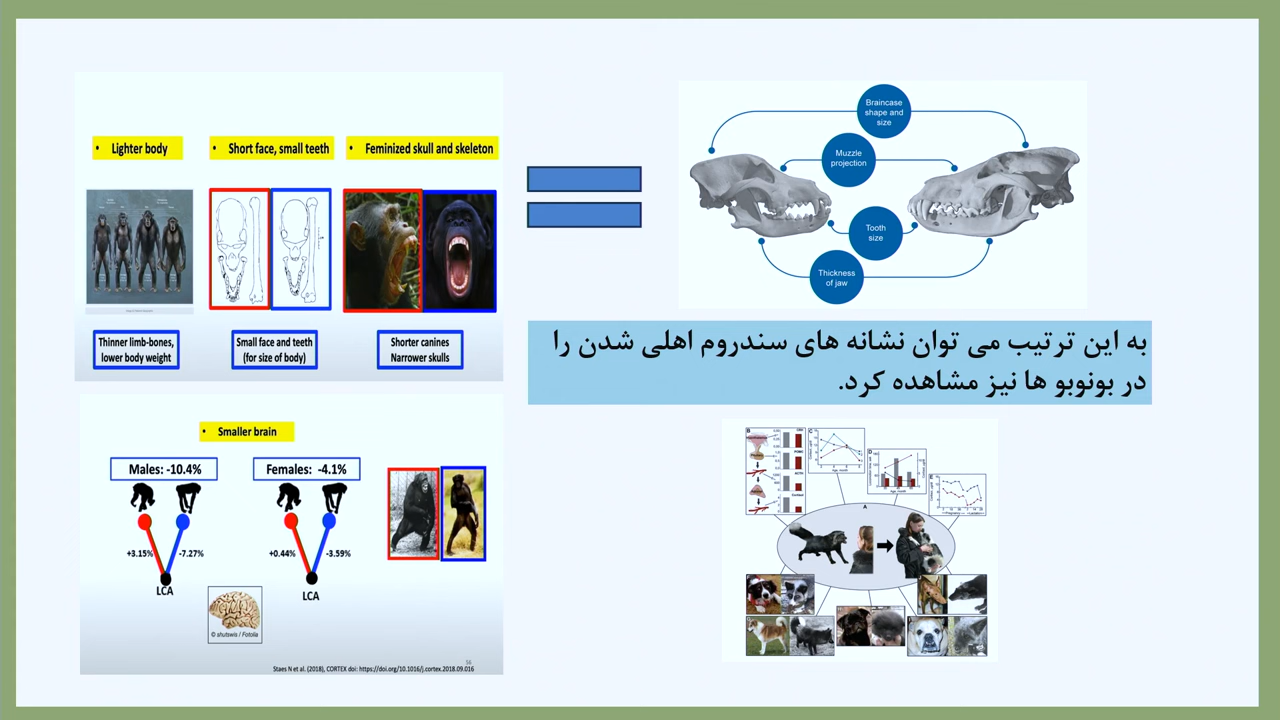 • Lighter body
• Short face, small teeth
• Feminized skull and skeleton
Thinner limb-bones,
lower body weight
Small face and teeth
(for size of body)
Shorter canines
Narrower skulls
• Smaller brain
Males: -10.4%
Females: -4.1%
+3.15%
-7.27%
+0.44%
-3.59%
LCA
LCA
© shutswis / Fotolia
56
Staes N et al. (2018), CORTEX doi: https://doi.org/10.1016/j.cortex.2018.09.016
Braincase
shape and
size
Muzzle
projection
Tooth
size
Thickness
of jaw
به این ترتیب می توان نشانه های سندروم اهلی شدن را
در بونوبو ها نیز مشاهده کرد.
B
C
D
A
POMC
ACTH
Cortisol